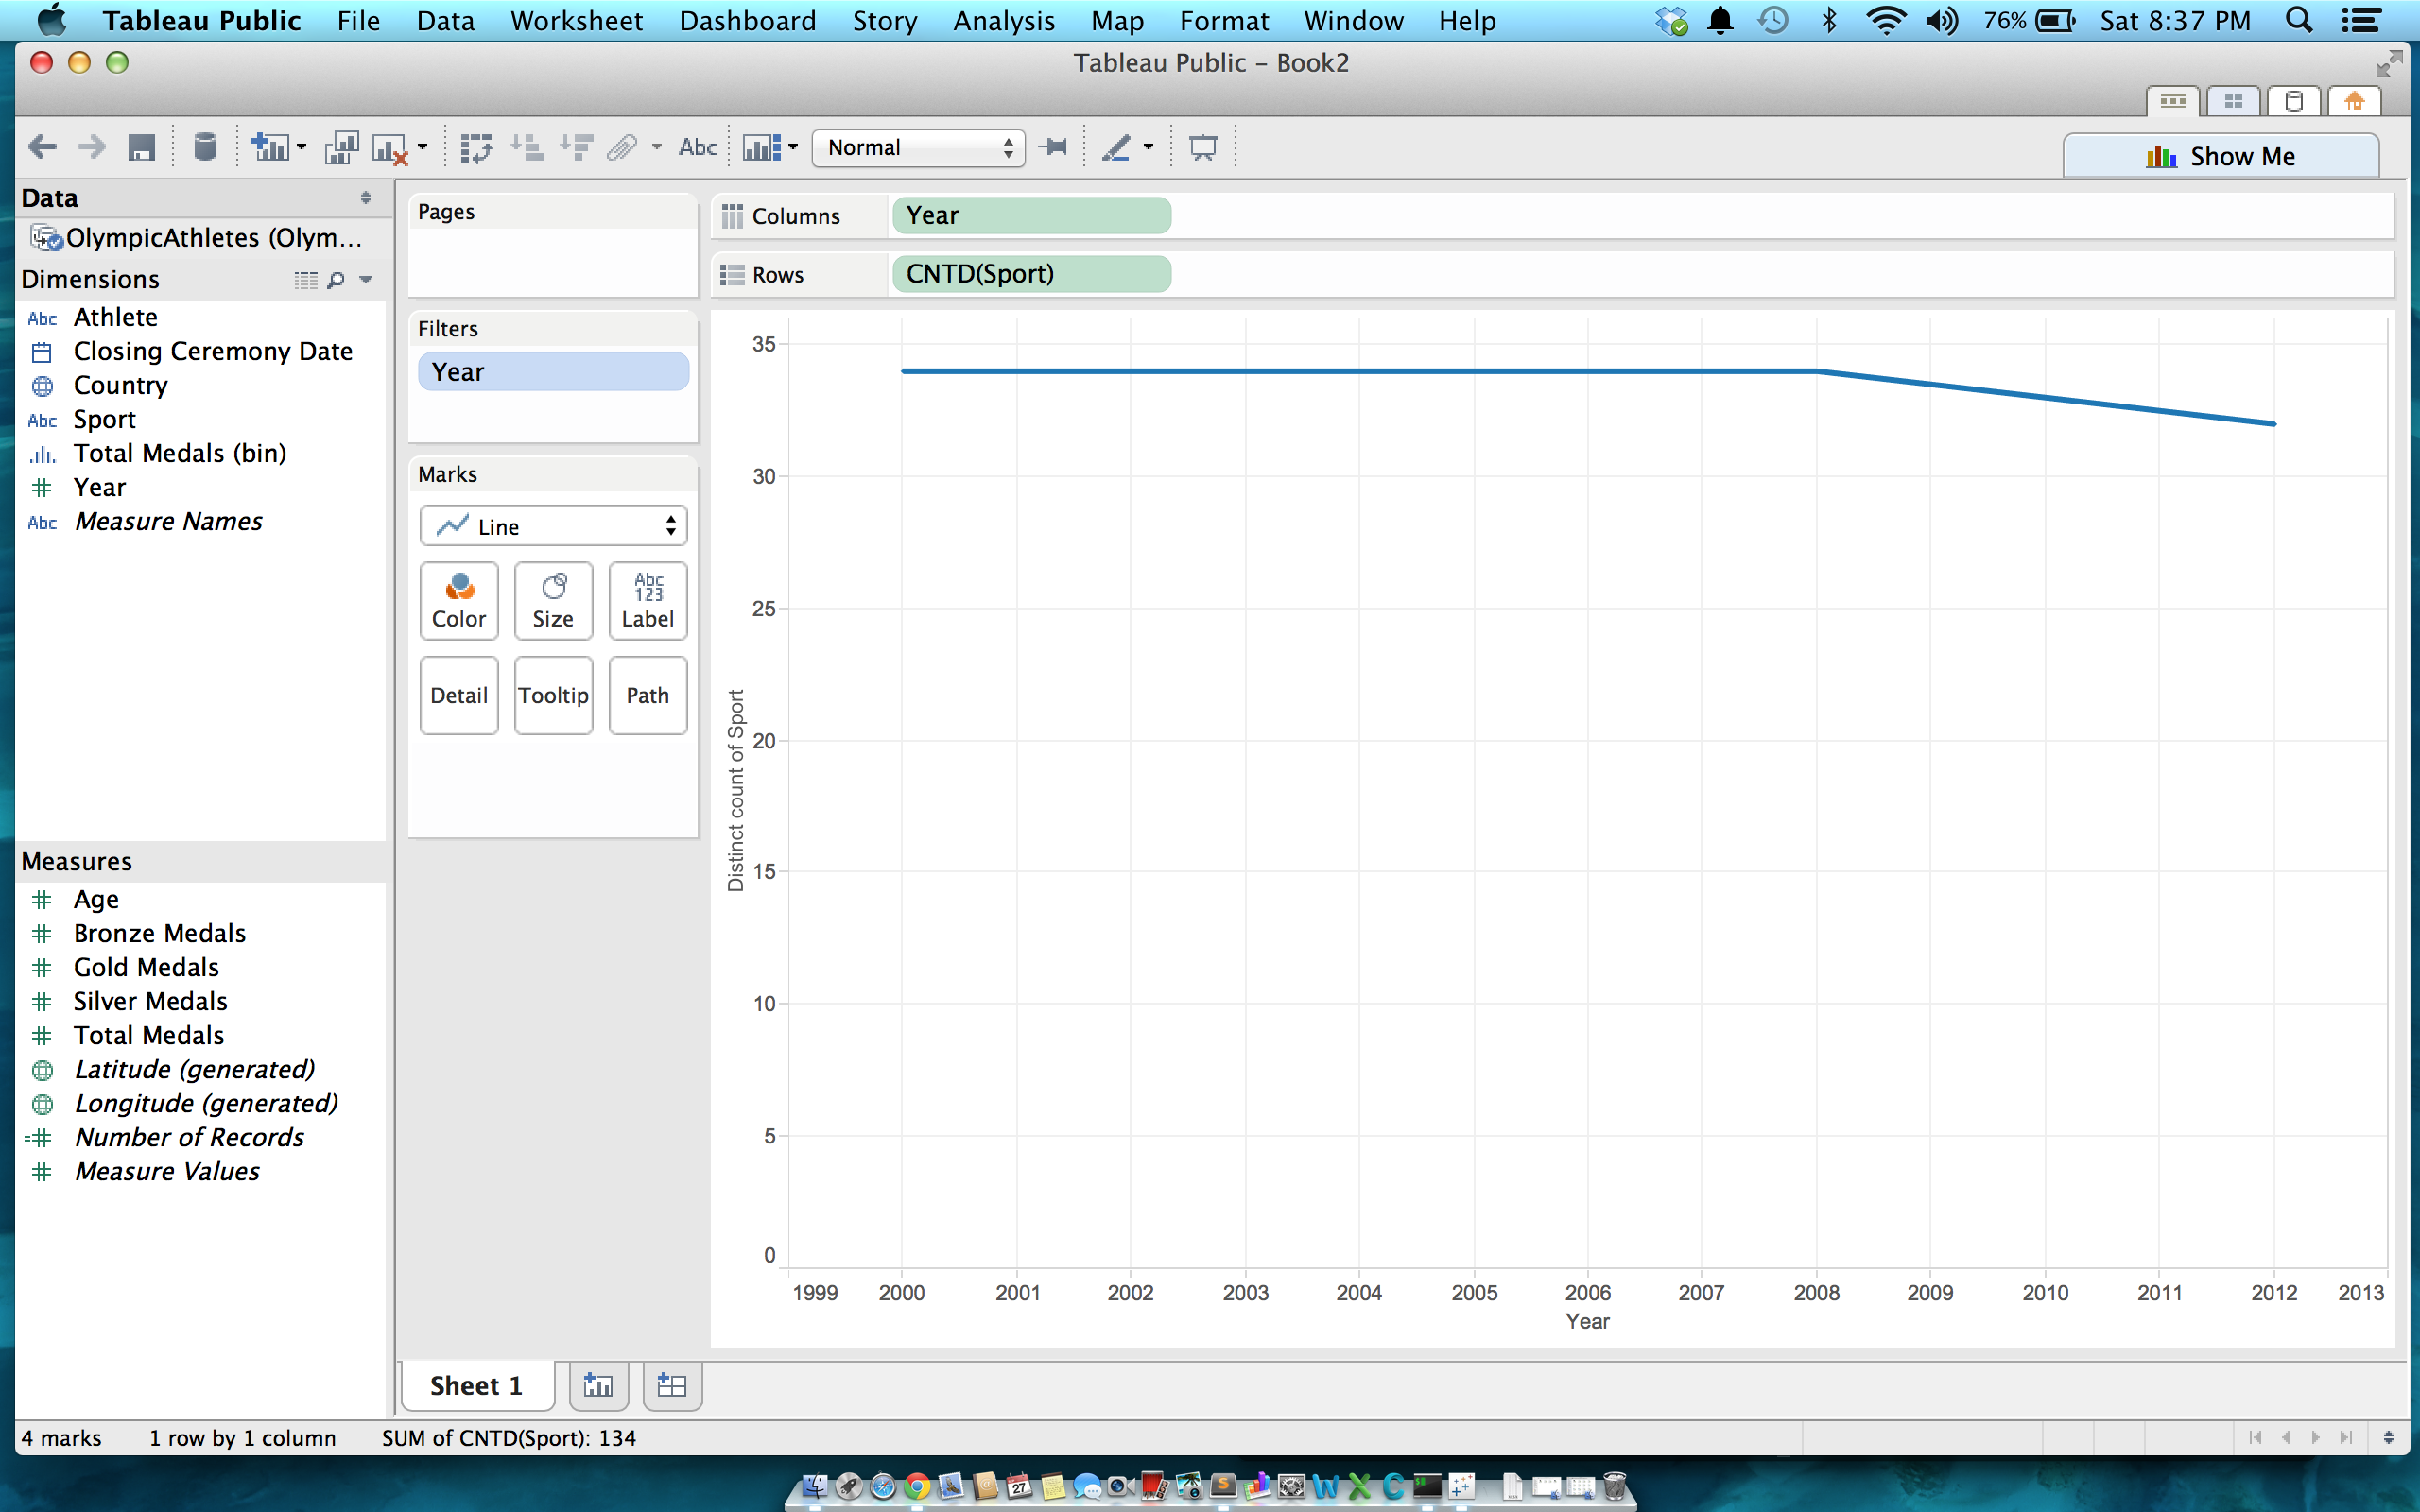 Tableau Public File Data Worksheet Dashboard Story Analysis Map Format Window Help 76% Sat 8:37 PM
Tableau Public – Book2
Abc Normal Show Me
Data
OlympicAthletes (Olym...
Dimensions
Abc Athlete
Closing Ceremony Date
Country
Abc Sport
Total Medals (bin)
Year
Abc Measure Names
Measures
Age
Bronze Medals
Gold Medals
Silver Medals
Total Medals
Latitude (generated)
Longitude (generated)
Number of Records
Measure Values
Pages
Filters
Year
Marks
Line
Color Size Abc 123 Label
Detail Tooltip Path
Columns Year
Rows CNTD(Sport)
Distinct count of Sport
35
30
25
20
15
10
5
0
1999 2000 2001 2002 2003 2004 2005 2006 2007 2008 2009 2010 2011 2012 2013
Year
Sheet 1
4 marks 1 row by 1 column SUM of CNTD(Sport): 134
27